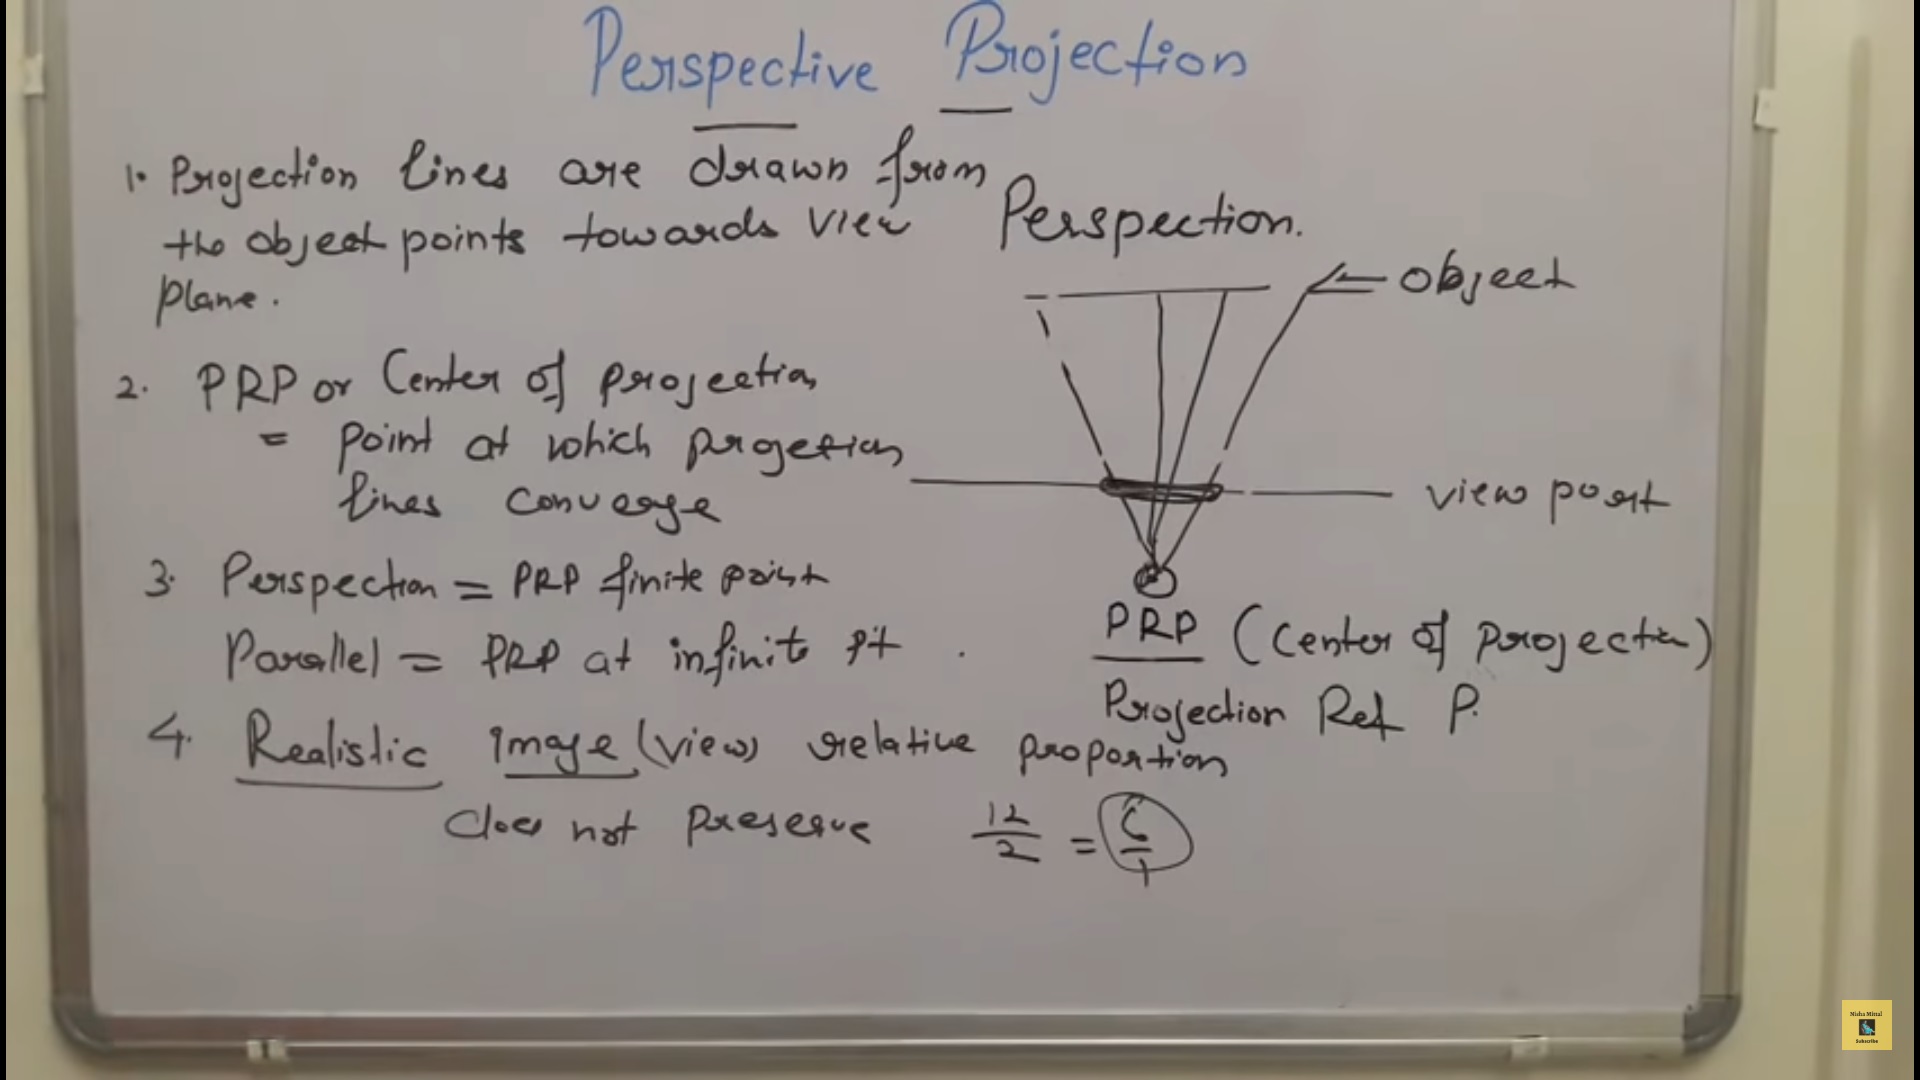 Perspective Projection
1. Projection lines are drawn from
the object points towards view
plane.
2. PRP or Center of projection
= point at which projection
lines converge
3. Perspection = PRP finite point
Parallel = PRP at infinit pt.
4. Realistic Image (view) relative proportion
does not preserve 12/2 = 6/1
Perspection.
object
view port
PRP (Center of projection)
Projection Ref P.
Nisha Mittal
Subscribe